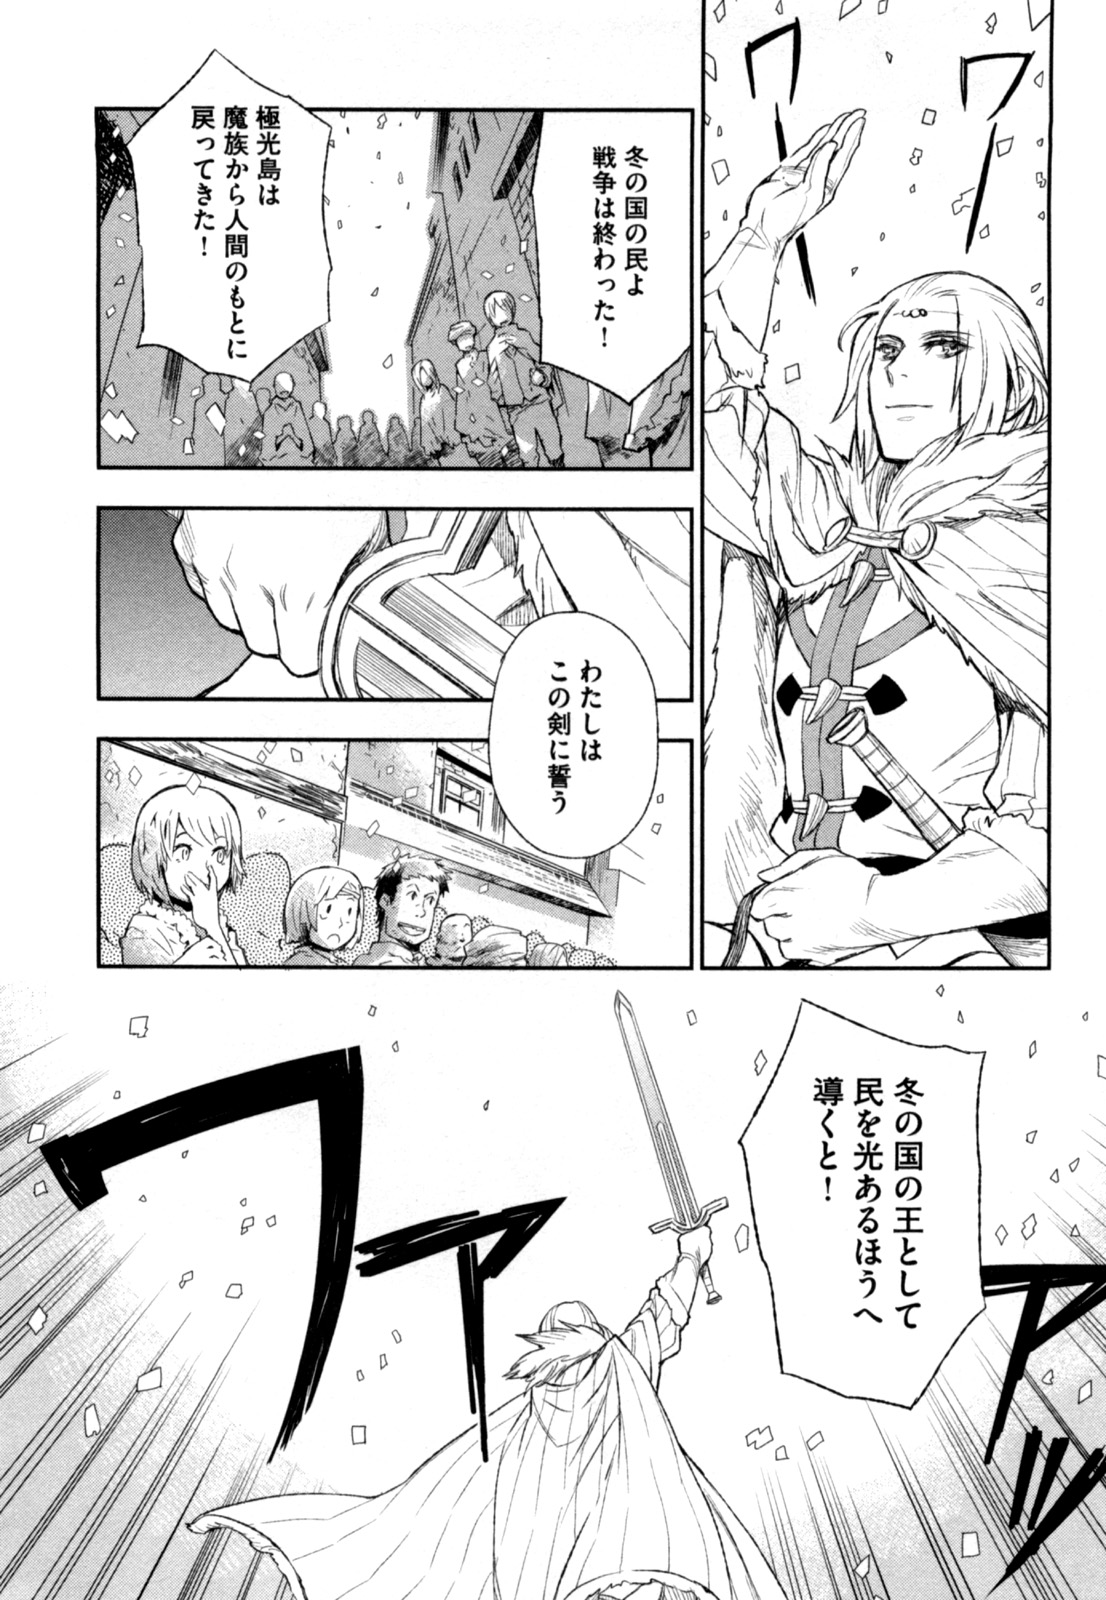 ワー
ワー
冬の国の民よ
戦争は終わった！
極光島は
魔族から人間のもとに
戻ってきた！
わたしは
この剣に誓う
冬の国の王として
民を光あるほうへ
導くと！
ワアアッ